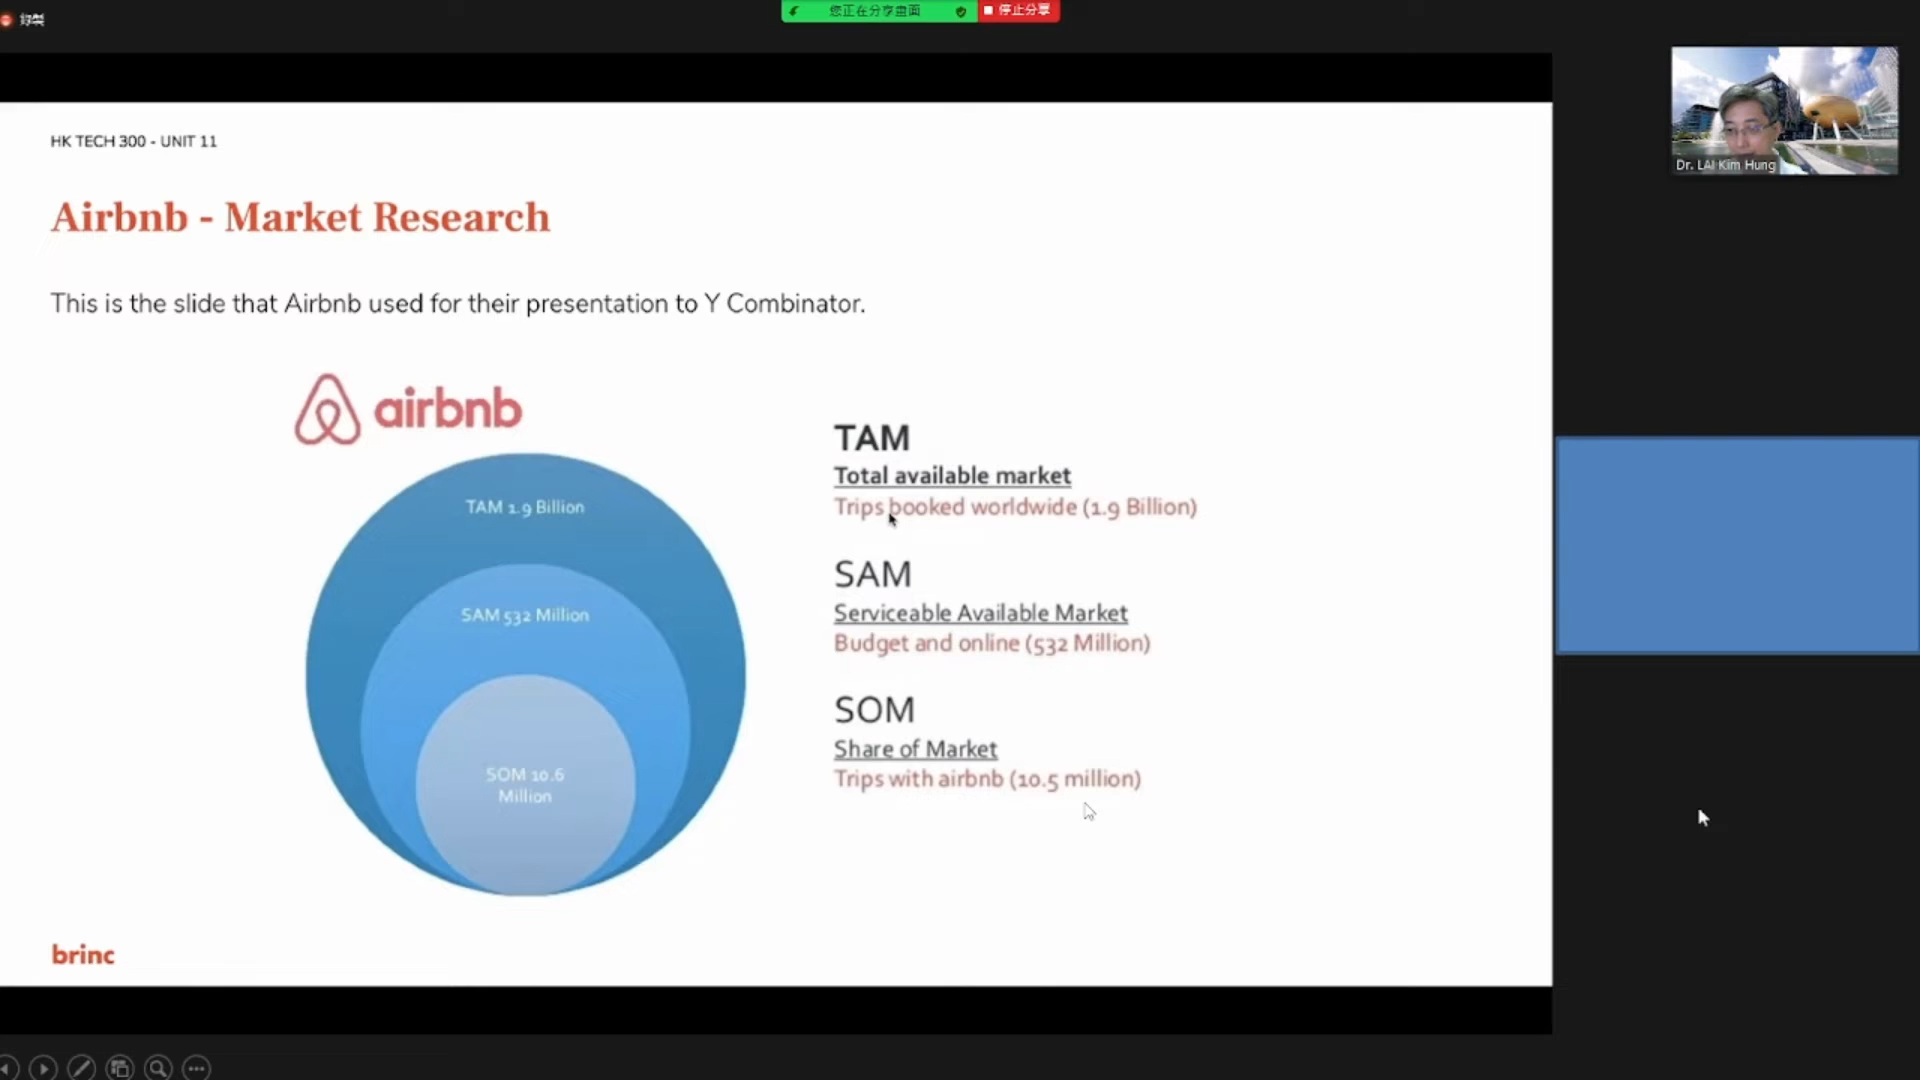 錄製
您正在分享畫面
停止分享
Dr. LAI Kim Hung
HK TECH 300 - UNIT 11
Airbnb - Market Research
This is the slide that Airbnb used for their presentation to Y Combinator.
airbnb
TAM 1.9 Billion
SAM 532 Million
SOM 10.6
Million
TAM
Total available market
Trips booked worldwide (1.9 Billion)
SAM
Serviceable Available Market
Budget and online (532 Million)
SOM
Share of Market
Trips with airbnb (10.5 million)
brinc